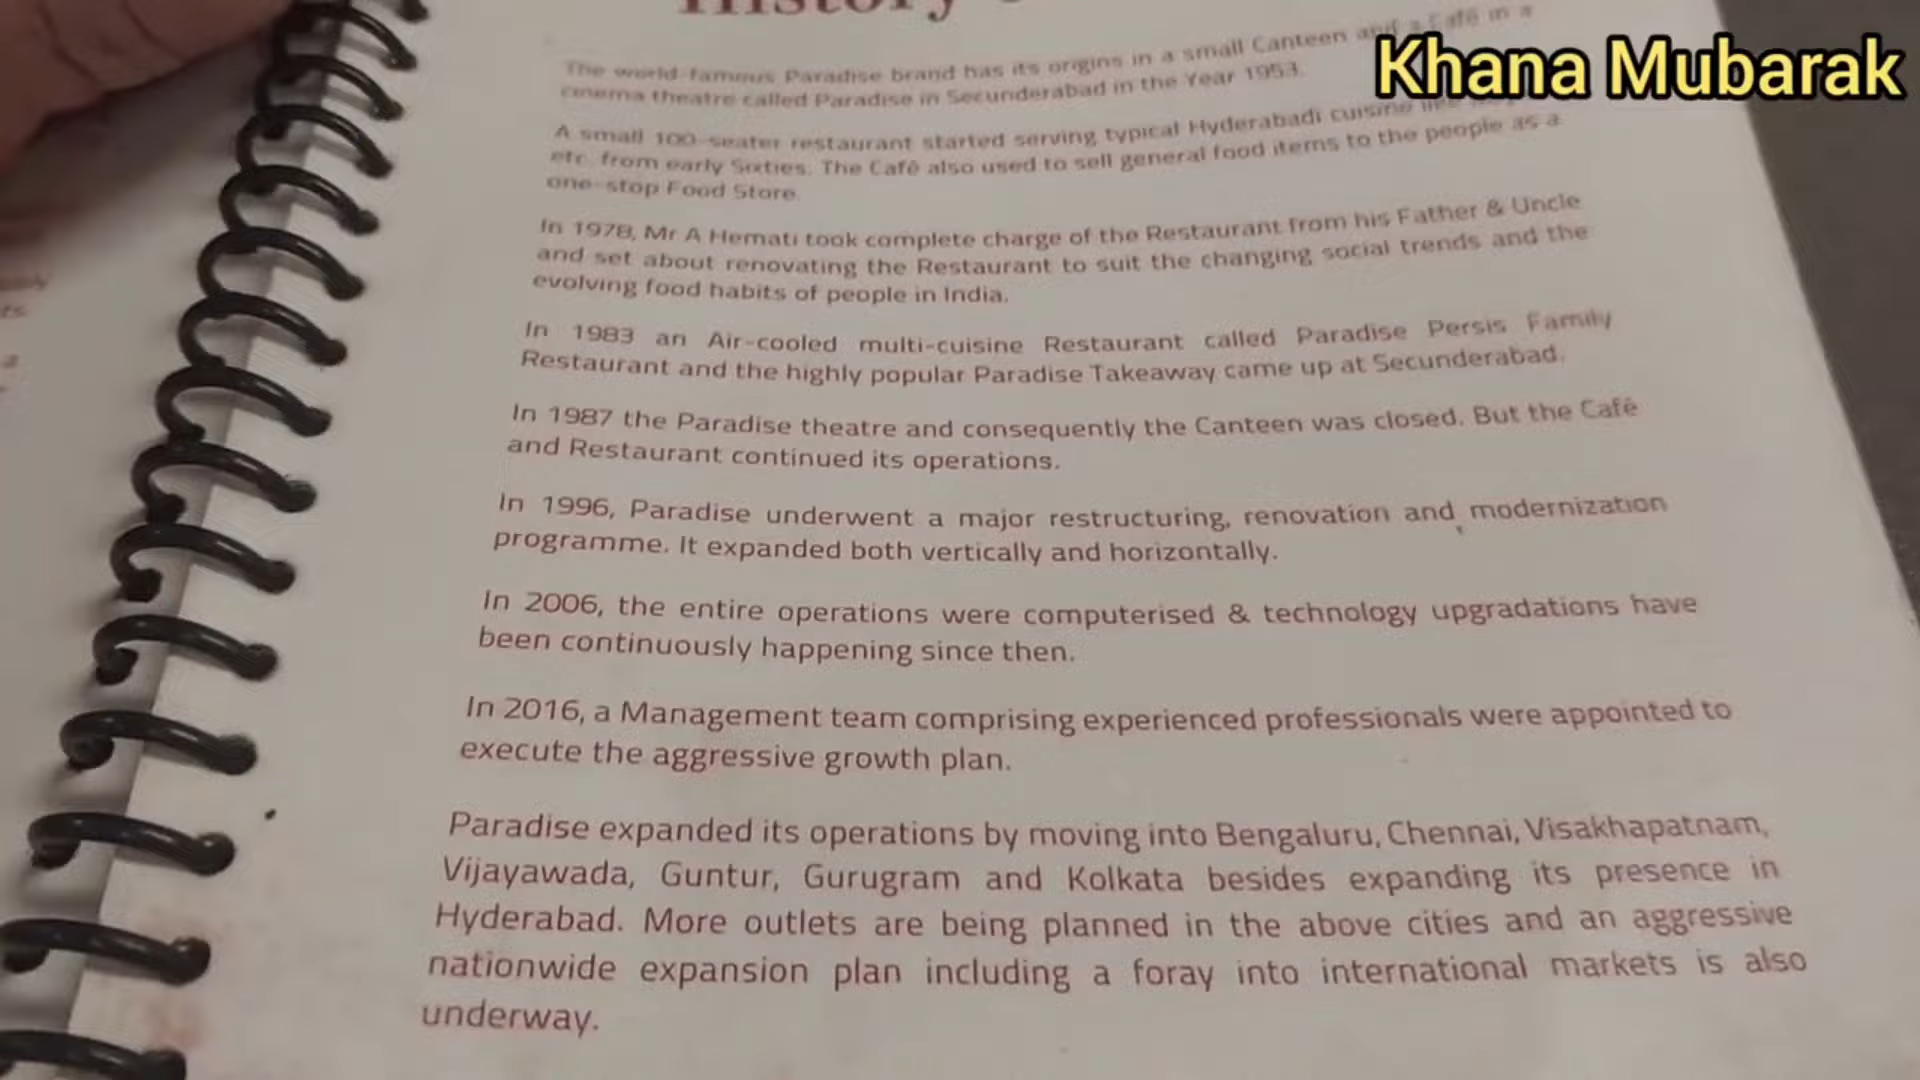 History
Khana Mubarak
The world-famous Paradise brand has its origins in a small Canteen and a Café in a
cinema theatre called Paradise in Secunderabad in the Year 1953.
A small 100-seater restaurant started serving typical Hyderabadi cuisine like
etc. from early Sixties. The Café also used to sell general food items to the people as a
one-stop Food Store.
In 1978, Mr A Hemati took complete charge of the Restaurant from his Father & Uncle
and set about renovating the Restaurant to suit the changing social trends and the
evolving food habits of people in India.
In 1983 an Air-cooled multi-cuisine Restaurant called Paradise Persis Family
Restaurant and the highly popular Paradise Takeaway came up at Secunderabad.
In 1987 the Paradise theatre and consequently the Canteen was closed. But the Café
and Restaurant continued its operations.
In 1996, Paradise underwent a major restructuring, renovation and modernization
programme. It expanded both vertically and horizontally.
In 2006, the entire operations were computerised & technology upgradations have
been continuously happening since then.
In 2016, a Management team comprising experienced professionals were appointed to
execute the aggressive growth plan.
Paradise expanded its operations by moving into Bengaluru, Chennai, Visakhapatnam,
Vijayawada, Guntur, Gurugram and Kolkata besides expanding its presence in
Hyderabad. More outlets are being planned in the above cities and an aggressive
nationwide expansion plan including a foray into international markets is also
underway.